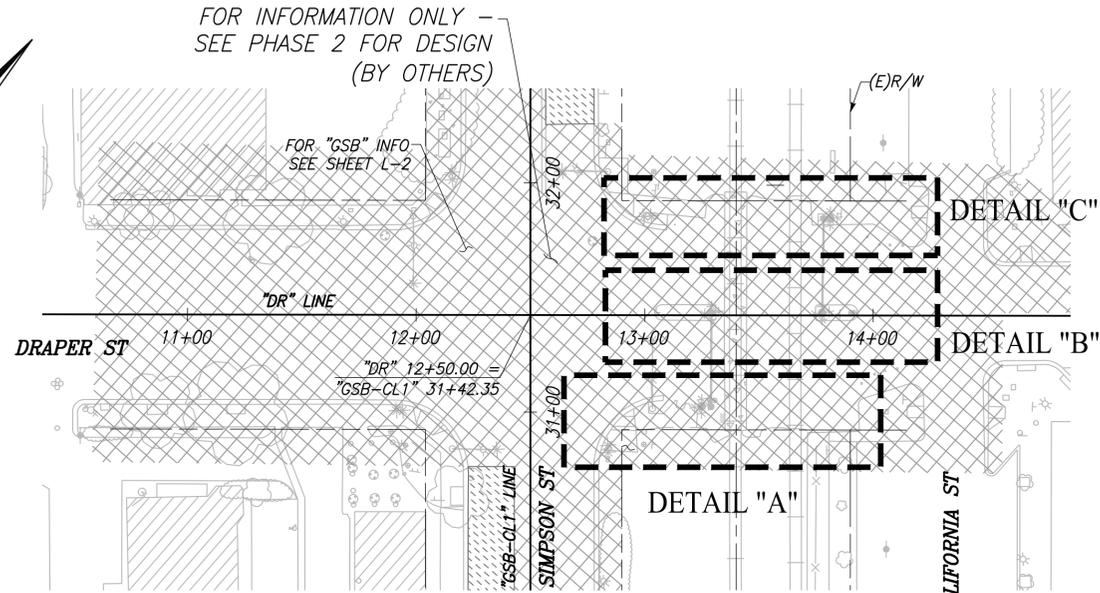 FOR INFORMATION ONLY –
SEE PHASE 2 FOR DESIGN
(BY OTHERS)
(E)R/W
FOR "GSB" INFO
SEE SHEET L-2
32+00
DETAIL "C"
"DR" LINE
DRAPER ST
11+00
12+00
13+00
14+00
DETAIL "B"
"DR" 12+50.00 =
"GSB-CL1" 31+42.35
31+00
DETAIL "A"
"GSB-CL1" LINE
SIMPSON ST
LIFORNIA ST